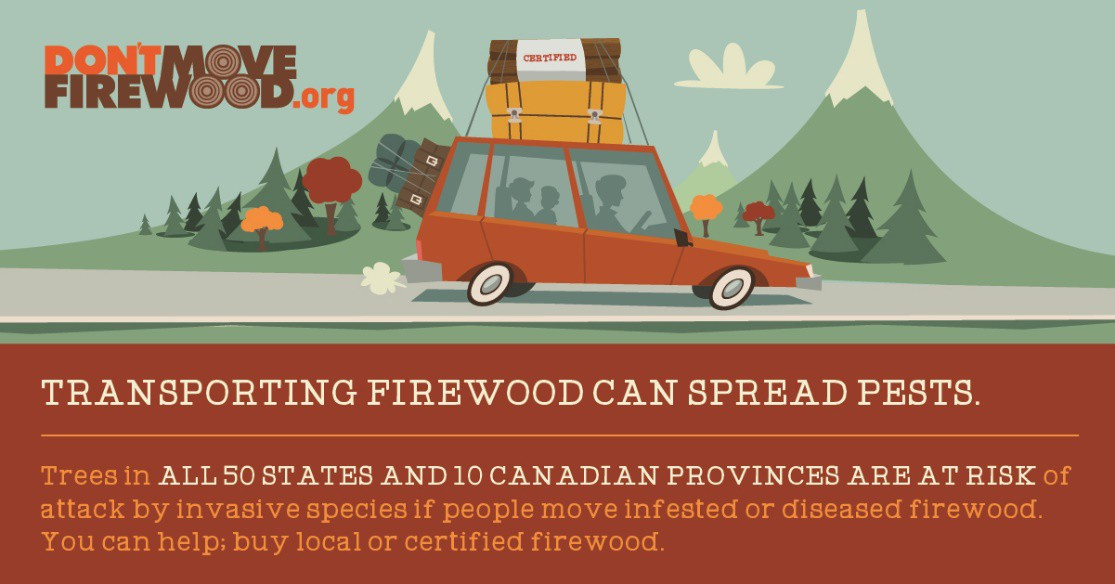 DON'T MOVE
FIREWOOD.org
CERTIFIED
TRANSPORTING FIREWOOD CAN SPREAD PESTS.
Trees in ALL 50 STATES AND 10 CANADIAN PROVINCES ARE AT RISK of
attack by invasive species if people move infested or diseased firewood.
You can help; buy local or certified firewood.